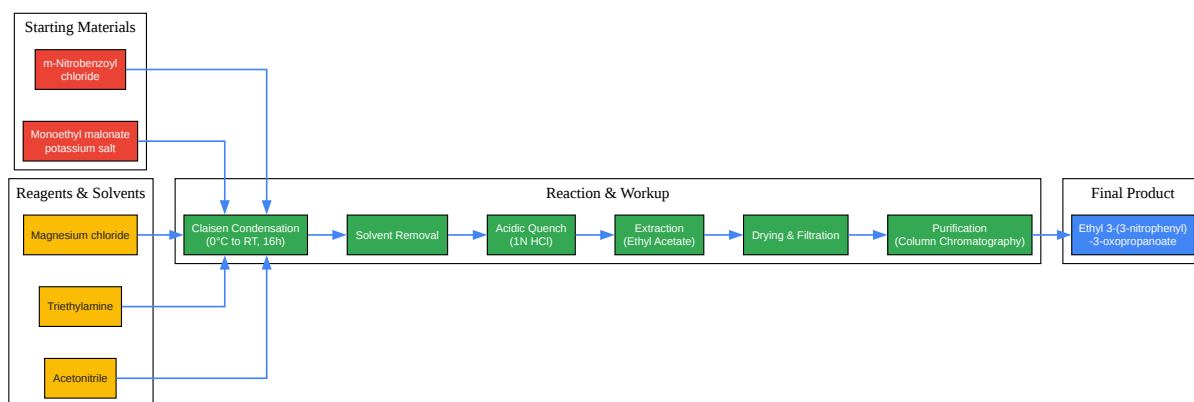 Starting Materials
m-Nitrobenzoyl
chloride
Monoethyl malonate
potassium salt
Reagents & Solvents
Magnesium chloride
Triethylamine
Acetonitrile
Reaction & Workup
Claisen Condensation
(0°C to RT, 16h)
Solvent Removal
Acidic Quench
(1N HCl)
Extraction
(Ethyl Acetate)
Drying & Filtration
Purification
(Column Chromatography)
Final Product
Ethyl 3-(3-nitrophenyl)
-3-oxopropanoate